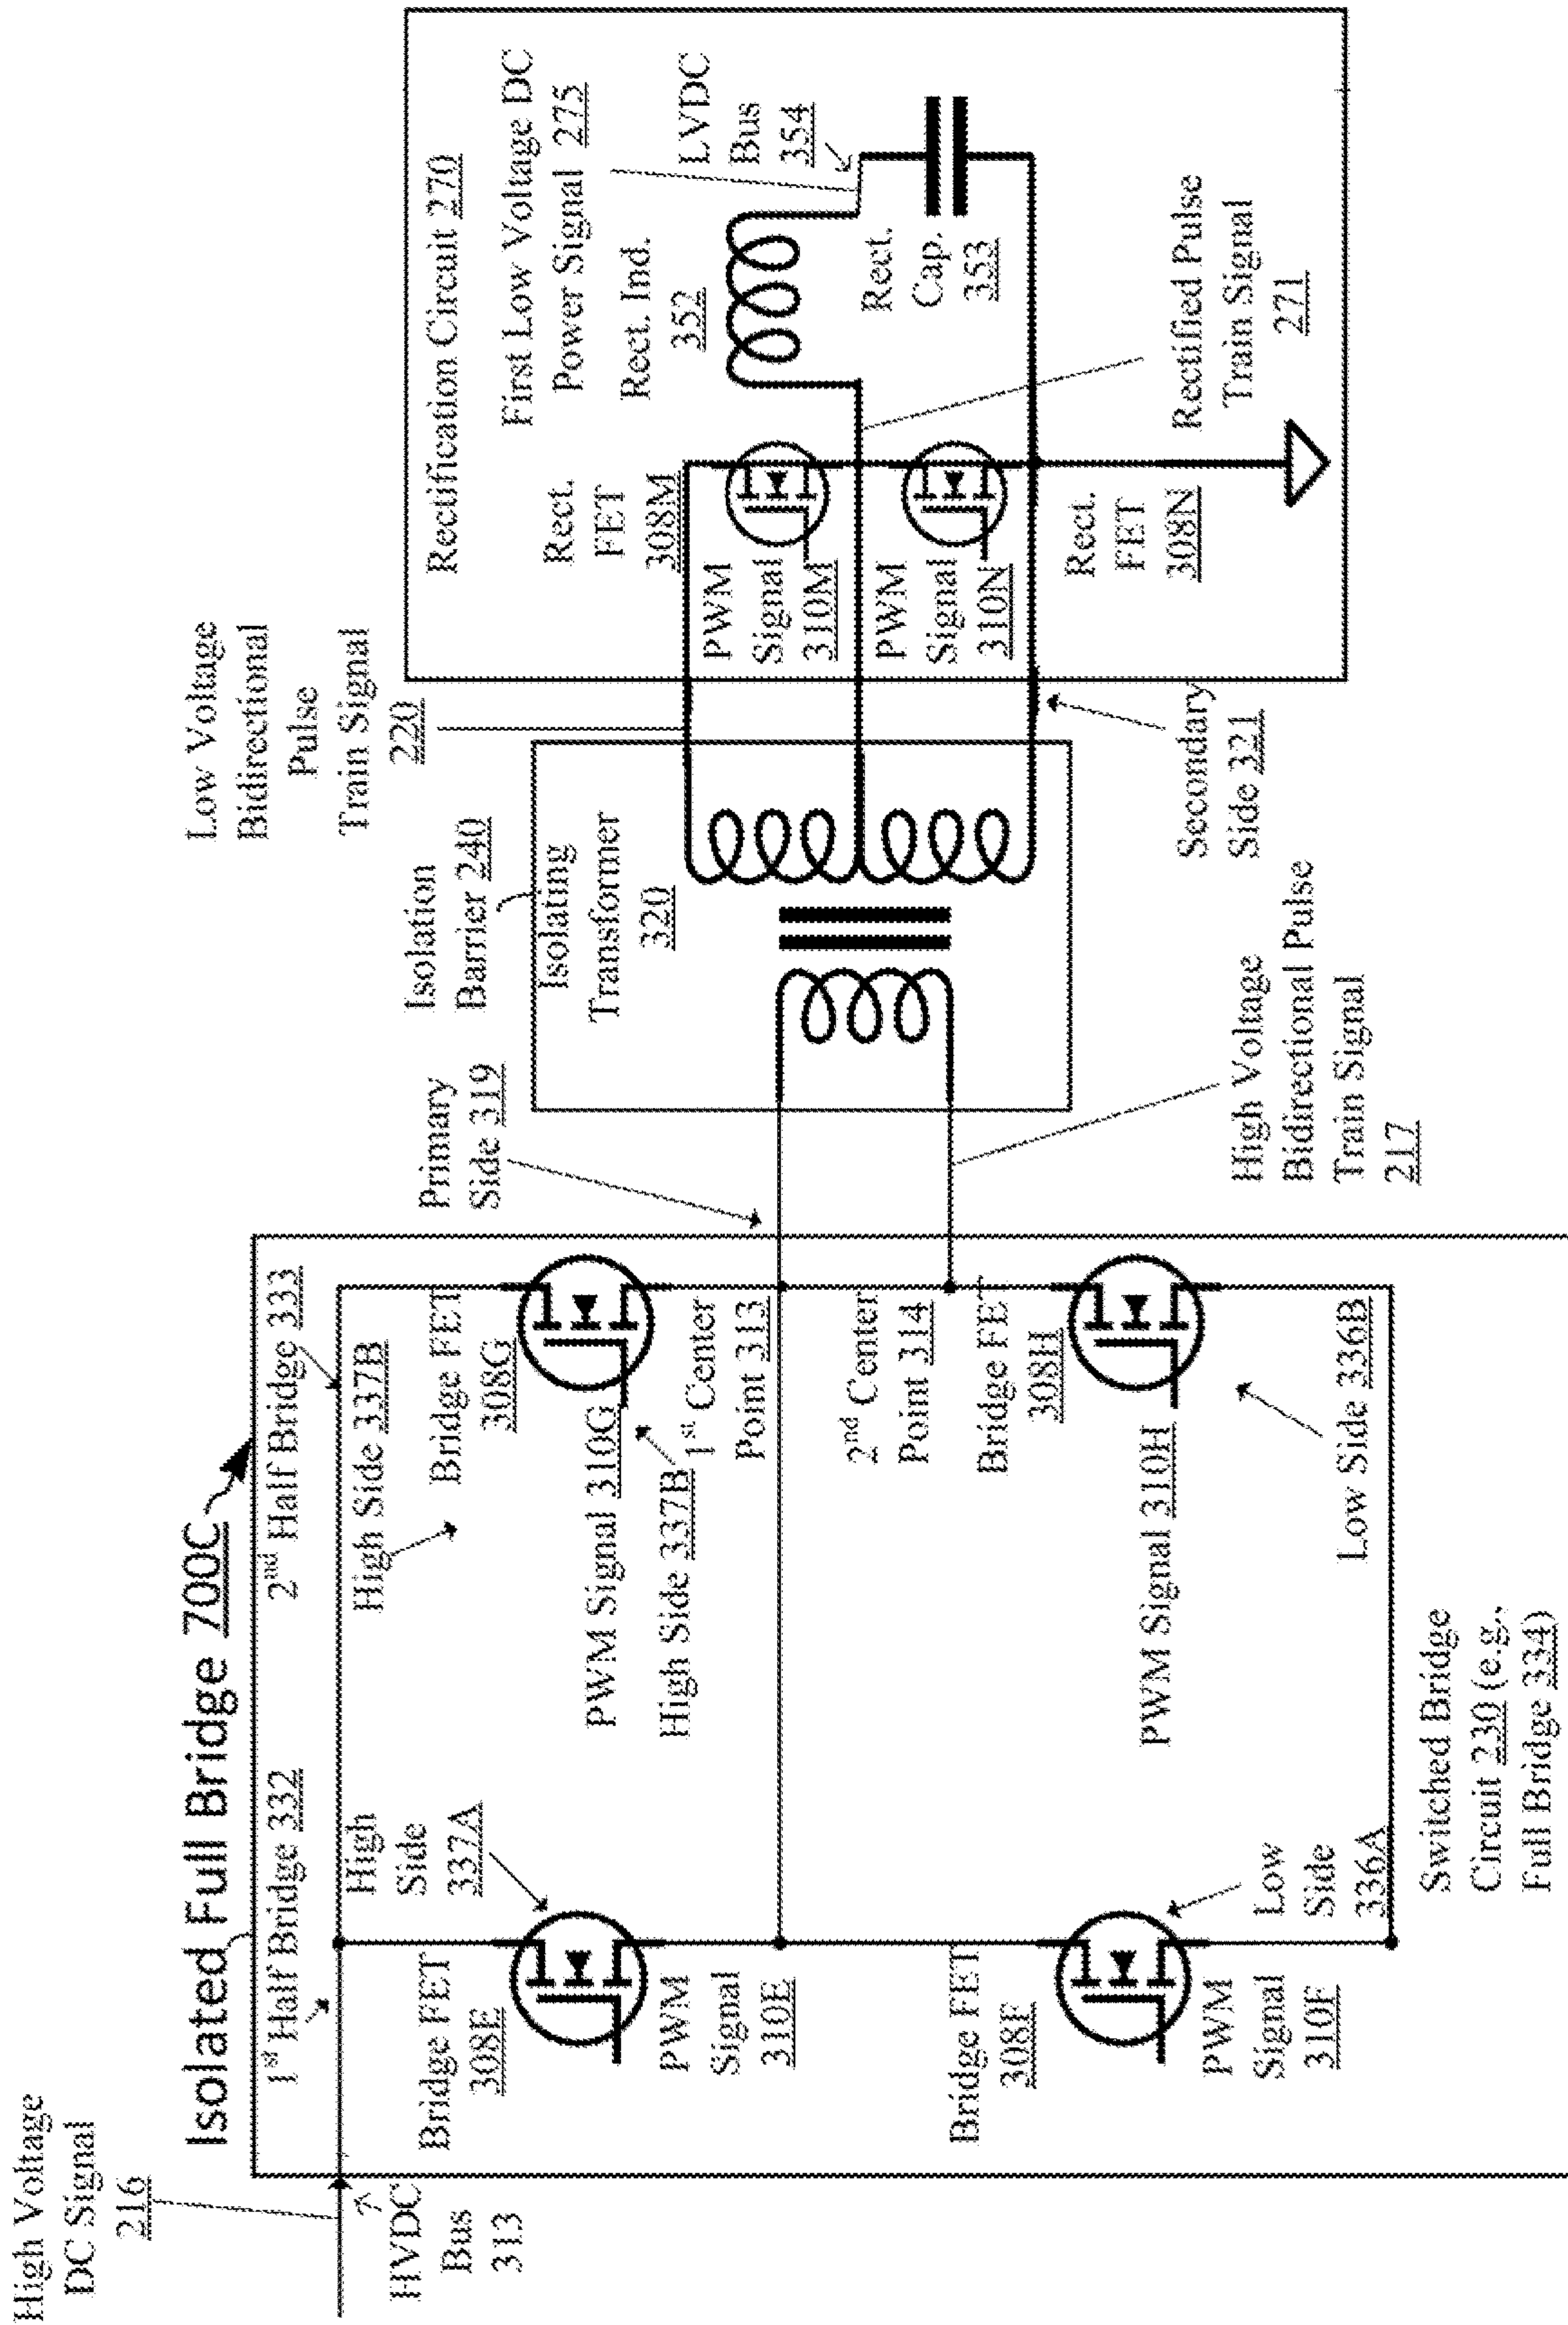 High Voltage
DC Signal
216
HVDC
Bus
313
Isolated Full Bridge 700C
1st Half Bridge 332
2nd Half Bridge 333
High
Side
337A
High Side 337B
Bridge FET
308E
Bridge FET
308G
PWM
Signal
310E
PWM Signal 310G
High Side 337B
1st Center
Point 313
2nd Center
Point 314
Bridge FET
308F
Bridge FET
308H
PWM
Signal
310F
PWM Signal 310H
Low
Side
336A
Low Side 336B
Switched Bridge
Circuit 230 (e.g.,
Full Bridge 334)
Primary
Side 319
High Voltage
Bidirectional Pulse
Train Signal
217
Isolation
Barrier 240
Isolating
Transformer
320
Low Voltage
Bidirectional
Pulse
Train Signal
220
Secondary
Side 321
Rectification Circuit 270
First Low Voltage DC
Power Signal 275
Rect.
FET
308M
Rect. Ind.
352
LVDC
Bus
354
PWM
Signal
310M
PWM
Signal
310N
Rect.
Cap.
353
Rect.
FET
308N
Rectified Pulse
Train Signal
271